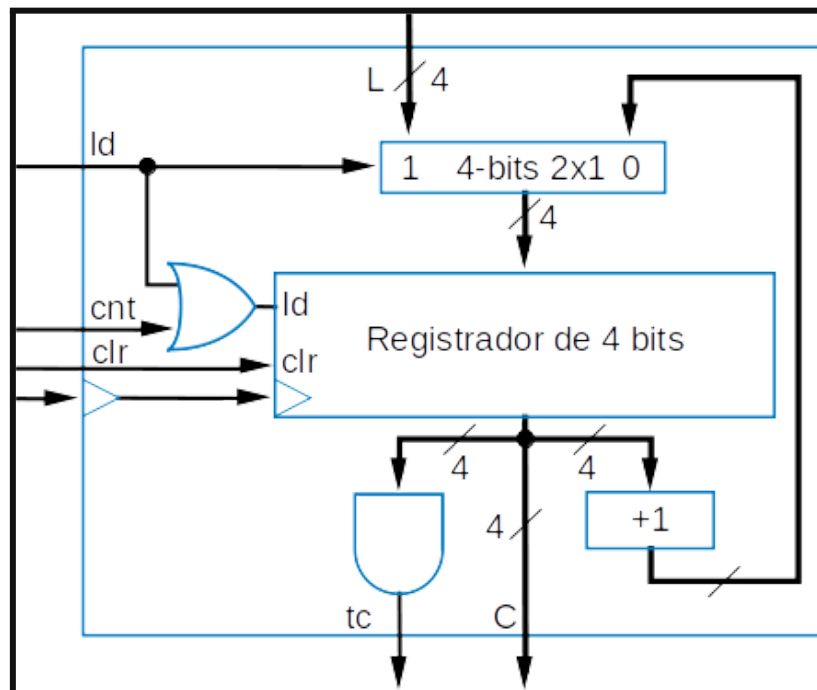 L 4
ld
1 4-bits 2x1 0
4
cnt
ld
Registrador de 4 bits
clr
clr
4 4
4
+1
tc
C